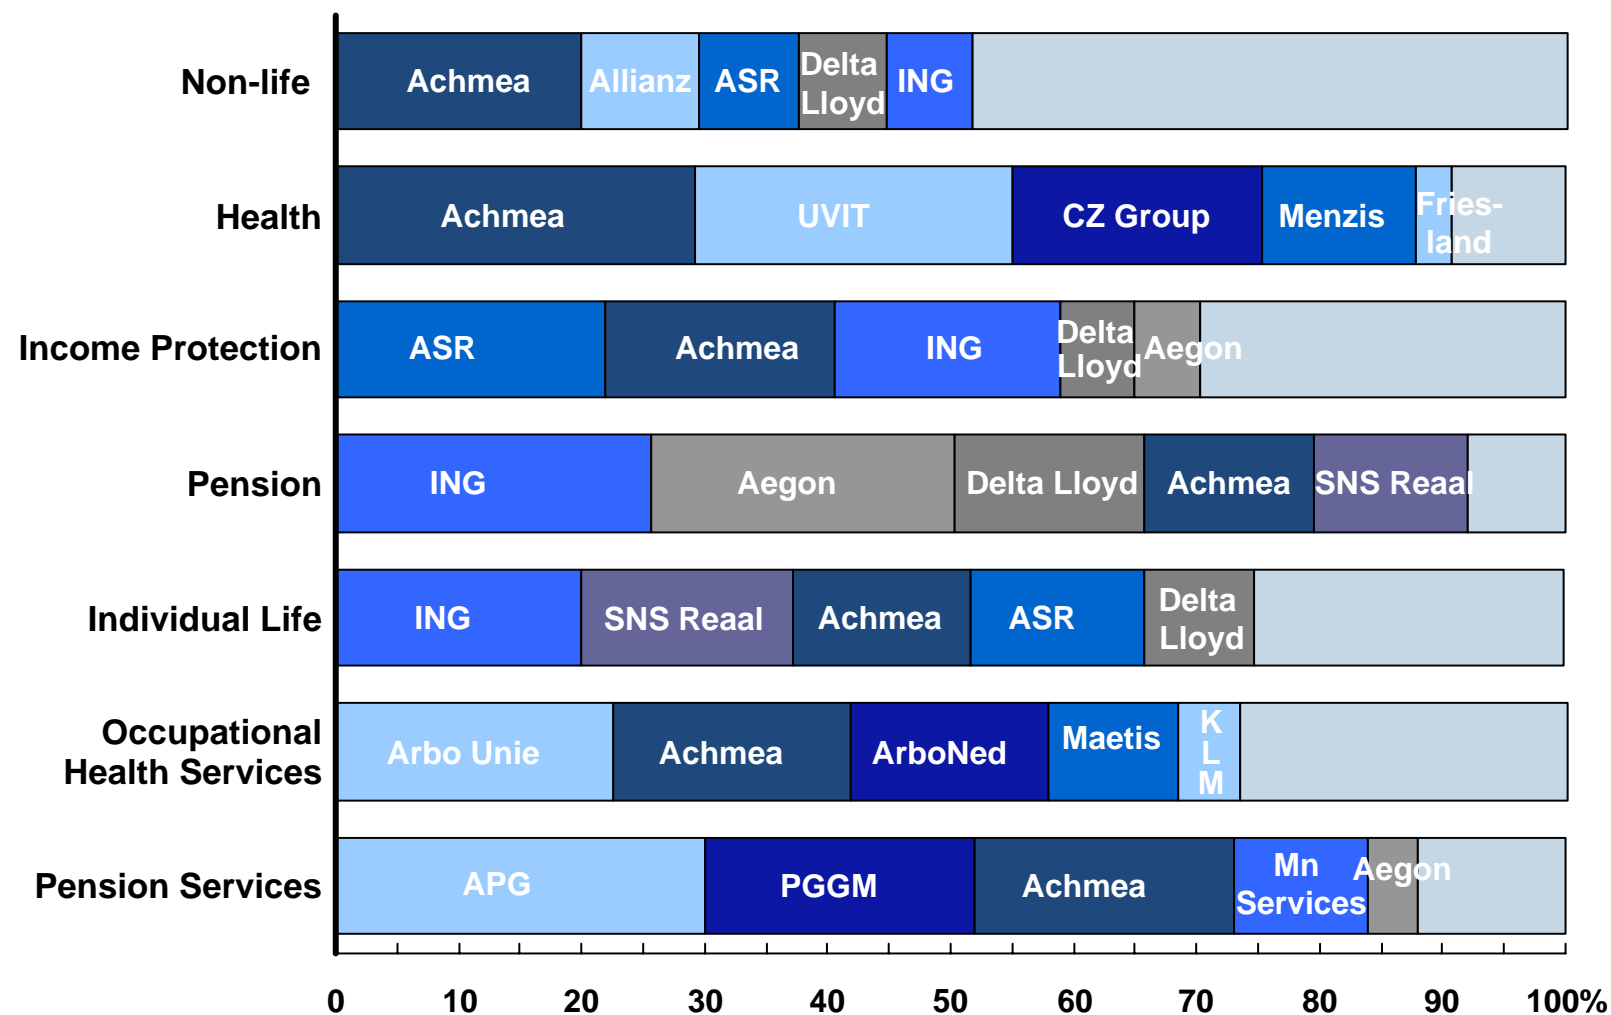 Non-life
Achmea
Allianz
ASR
Delta
Lloyd
ING
Health
Achmea
UVIT
CZ Group
Menzis
Fries-
land
Income Protection
ASR
Achmea
ING
Delta
Lloyd
Aegon
Pension
ING
Aegon
Delta Lloyd
Achmea
SNS Reaal
Individual Life
ING
SNS Reaal
Achmea
ASR
Delta
Lloyd
Occupational
Health Services
Arbo Unie
Achmea
ArboNed
Maetis
K
L
M
Pension Services
APG
PGGM
Achmea
Mn
Services
Aegon
0 10 20 30 40 50 60 70 80 90 100%